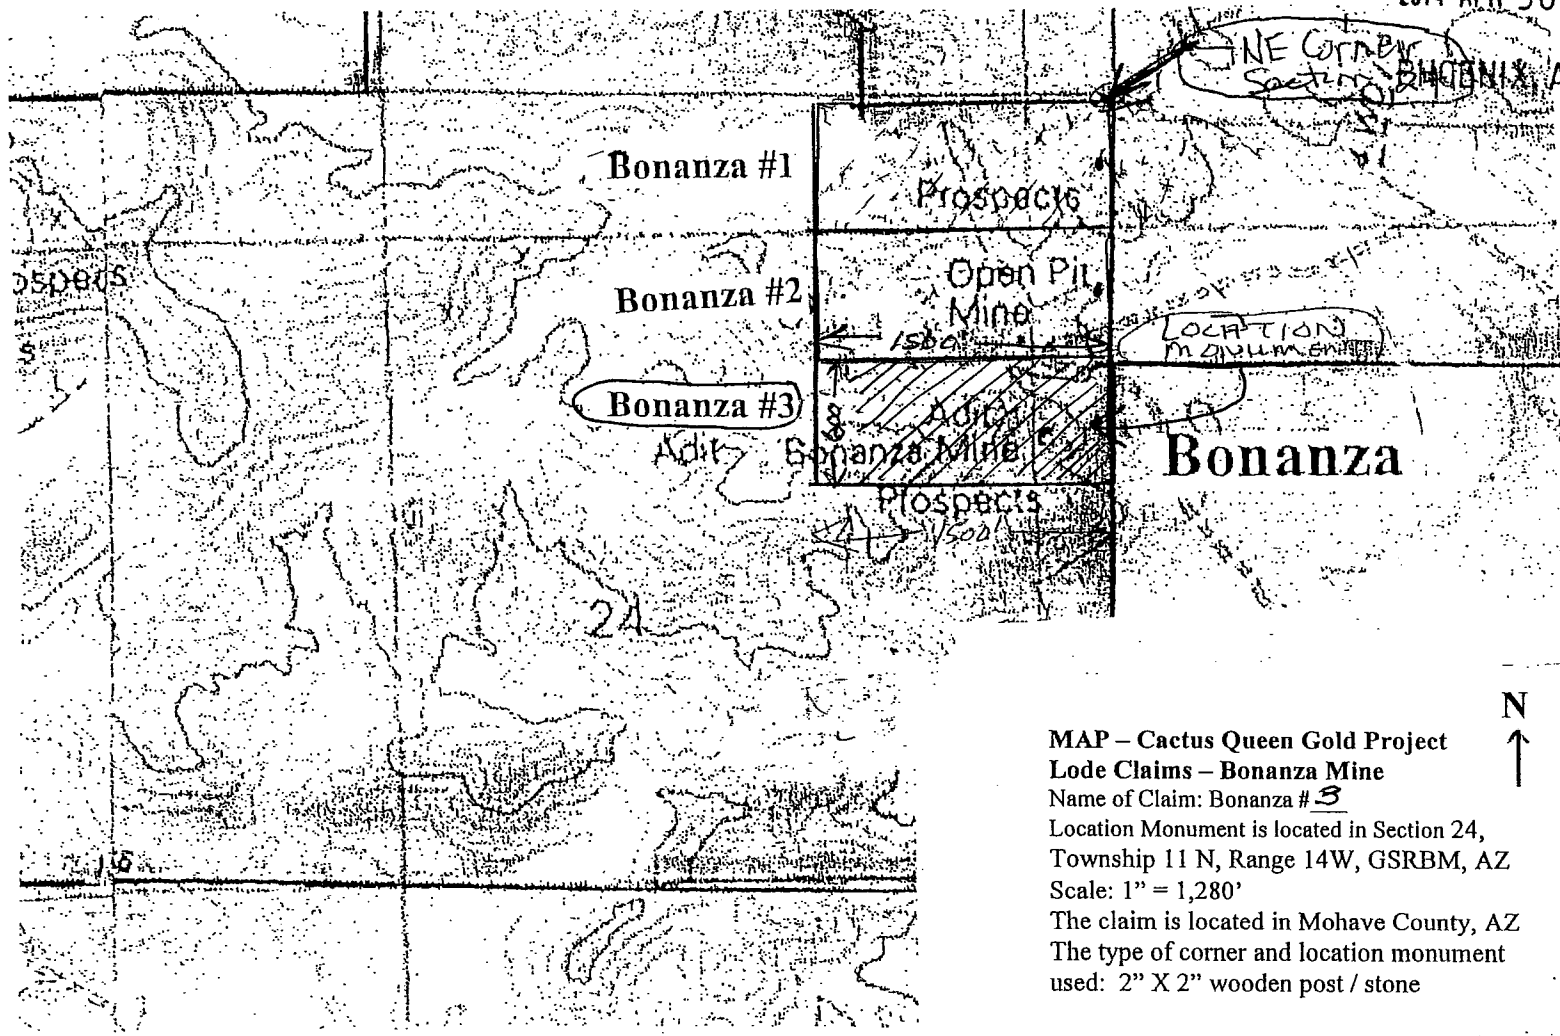 NE Corner
Section
PHOENIX, A
Bonanza #1
Prospects
ospects
Bonanza #2
Open Pit
Mine
1500'
LOCATION
MONUMENT
Bonanza #3
600'
Adit
Adit
Bonanza Mine
Bonanza
Prospects
1500'
24
N
MAP – Cactus Queen Gold Project
Lode Claims – Bonanza Mine
Name of Claim: Bonanza # 3
Location Monument is located in Section 24,
Township 11 N, Range 14W, GSRBM, AZ
Scale: 1” = 1,280’
The claim is located in Mohave County, AZ
The type of corner and location monument
used: 2” X 2” wooden post / stone